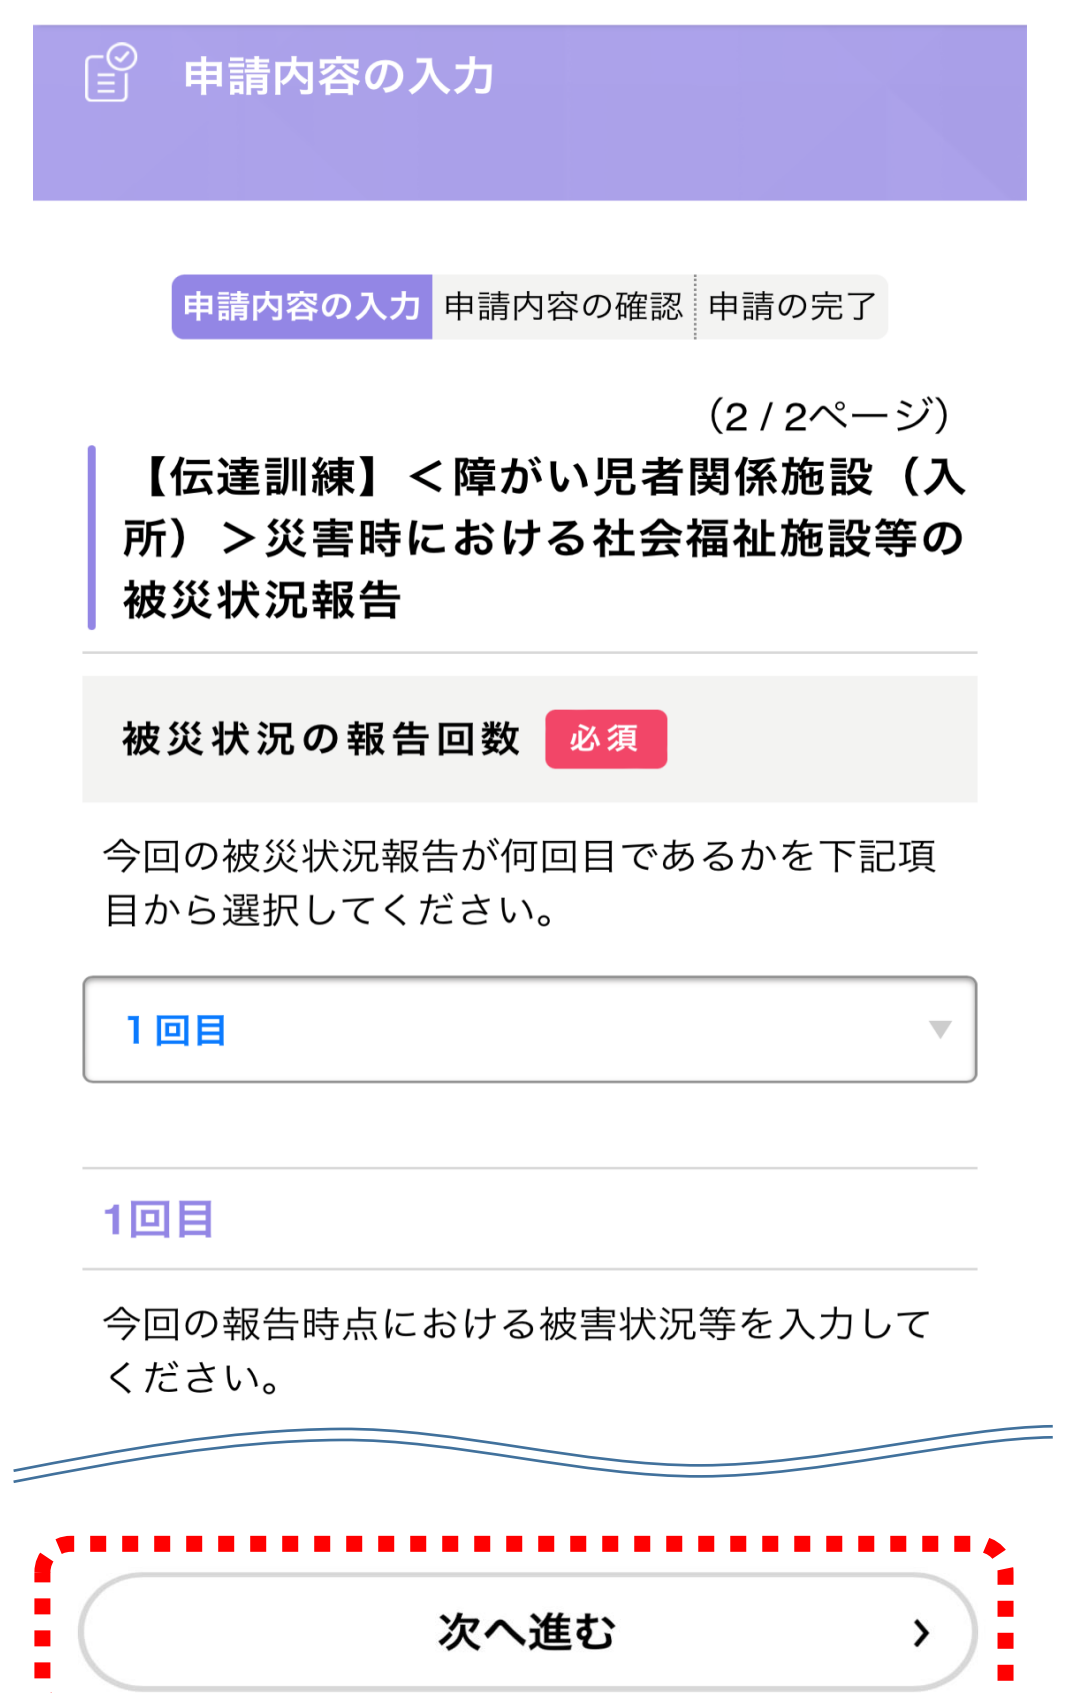 申請内容の入力
申請内容の入力 申請内容の確認 申請の完了
（2 / 2ページ）
【伝達訓練】＜障がい児者関係施設（入
所）＞災害時における社会福祉施設等の
被災状況報告
被災状況の報告回数 必須
今回の被災状況報告が何回目であるかを下記項
目から選択してください。
１回目
1回目
今回の報告時点における被害状況等を入力して
ください。
次へ進む